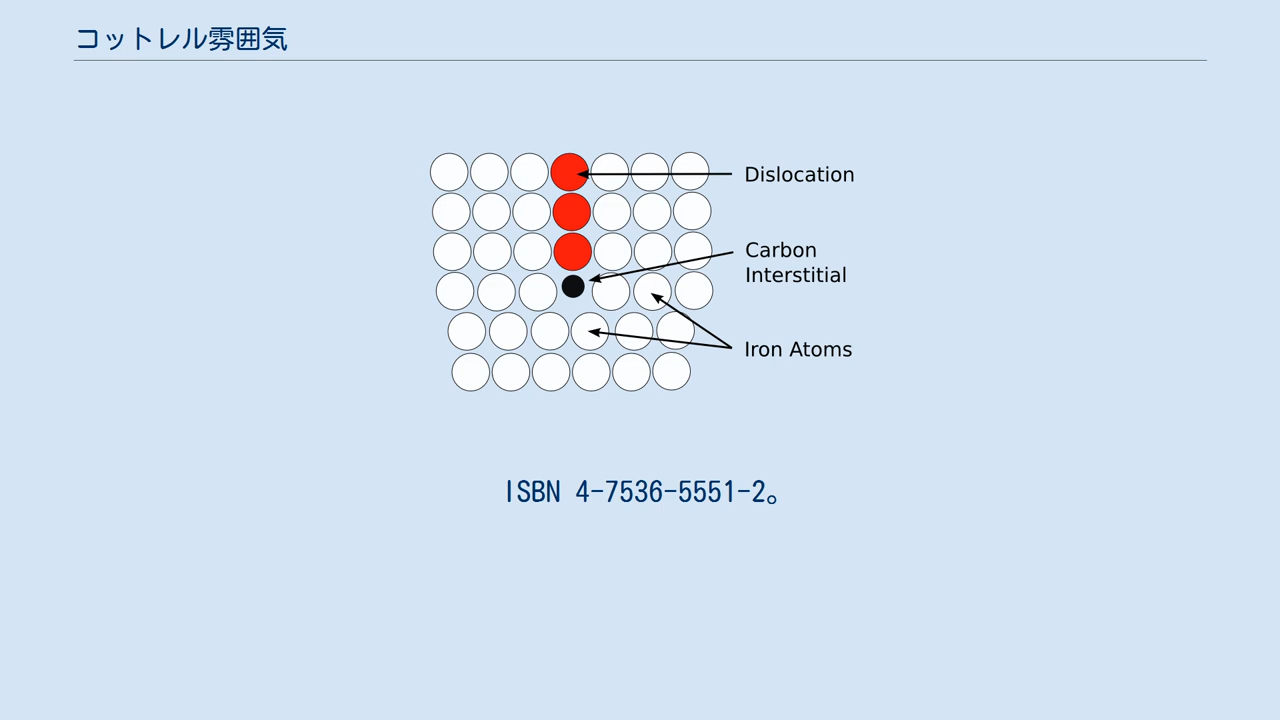 コットレル雰囲気
Dislocation
Carbon
Interstitial
Iron Atoms
ISBN 4-7536-5551-2。